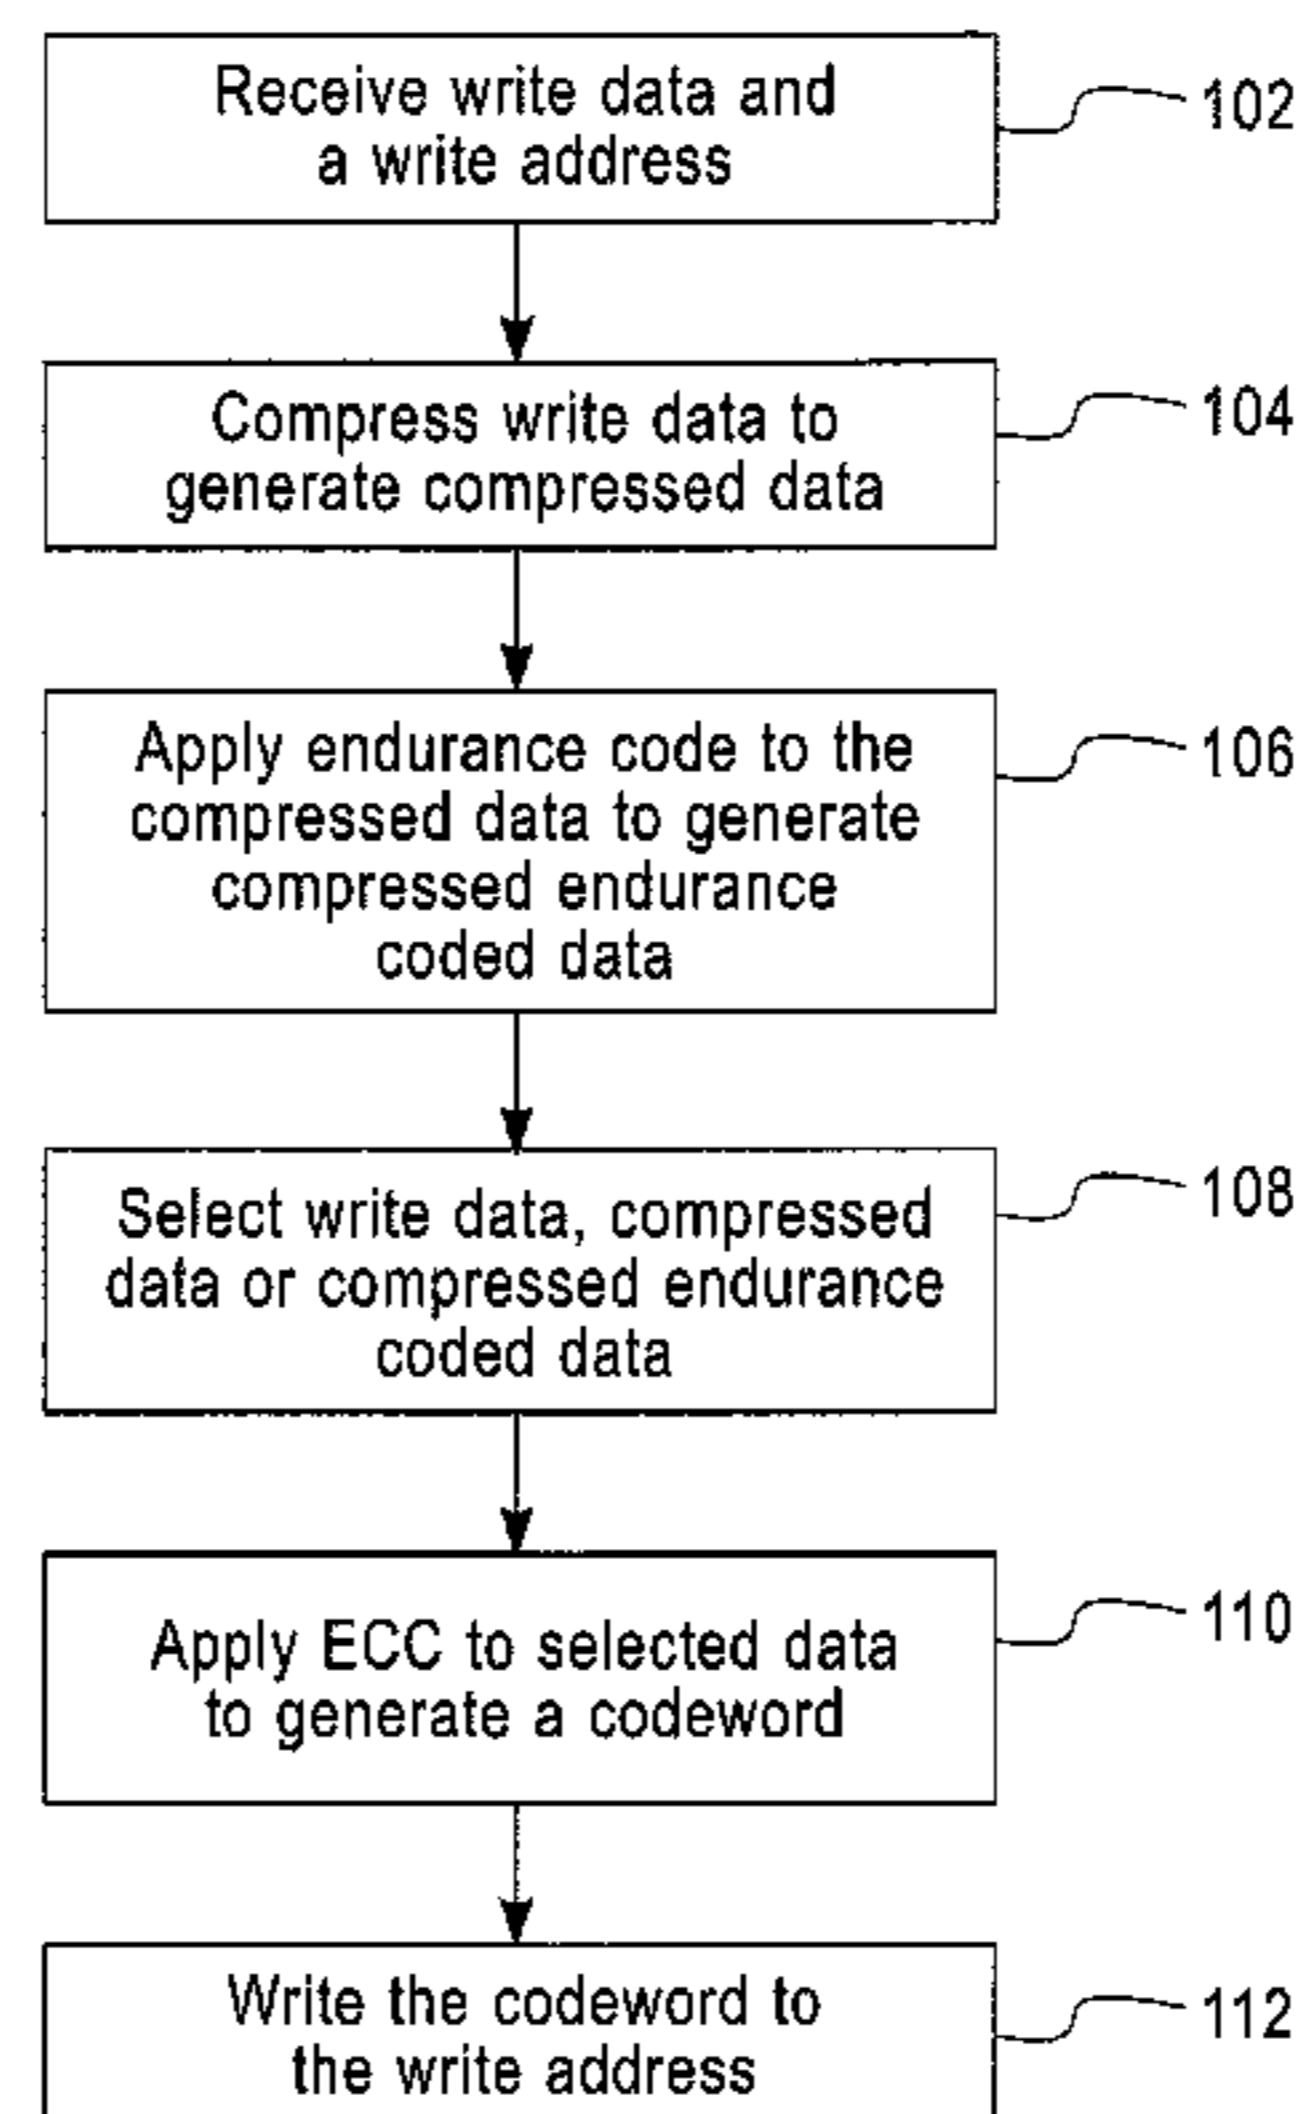 Receive write data and
a write address
102
Compress write data to
generate compressed data
104
Apply endurance code to the
compressed data to generate
compressed endurance
coded data
106
Select write data, compressed
data or compressed endurance
coded data
108
Apply ECC to selected data
to generate a codeword
110
Write the codeword to
the write address
112